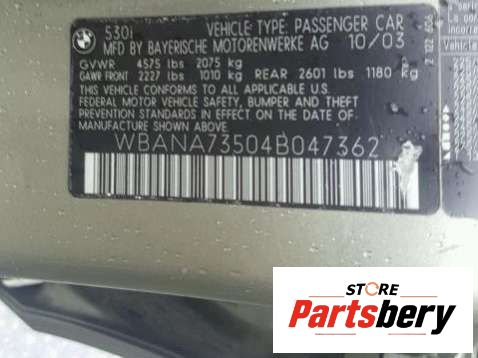 530i VEHICLE TYPE: PASSENGER CAR
MFD BY BAYERISCHE MOTORENWERKE AG 10/03
GVWR 4575 lbs 2075 kg
GAWR FRONT 2227 lbs 1010 kg REAR 2601 lbs 1180 kg
THIS VEHICLE CONFORMS TO ALL APPLICABLE U.S.
FEDERAL MOTOR VEHICLE SAFETY, BUMPER AND THEFT
PREVENTION STANDARDS IN EFFECT ON THE DATE OF
MANUFACTURE SHOWN ABOVE.
WBANA73504B047362
STORE
Partsbery